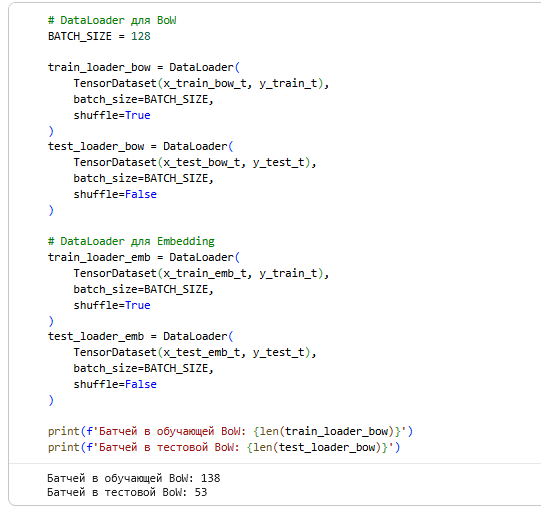 # DataLoader для BoW
BATCH_SIZE = 128

train_loader_bow = DataLoader(
    TensorDataset(x_train_bow_t, y_train_t),
    batch_size=BATCH_SIZE,
    shuffle=True
)
test_loader_bow = DataLoader(
    TensorDataset(x_test_bow_t, y_test_t),
    batch_size=BATCH_SIZE,
    shuffle=False
)

# DataLoader для Embedding
train_loader_emb = DataLoader(
    TensorDataset(x_train_emb_t, y_train_t),
    batch_size=BATCH_SIZE,
    shuffle=True
)
test_loader_emb = DataLoader(
    TensorDataset(x_test_emb_t, y_test_t),
    batch_size=BATCH_SIZE,
    shuffle=False
)

print(f'Батчей в обучающей BoW: {len(train_loader_bow)}')
print(f'Батчей в тестовой BoW: {len(test_loader_bow)}')
Батчей в обучающей BoW: 138
Батчей в тестовой BoW: 53